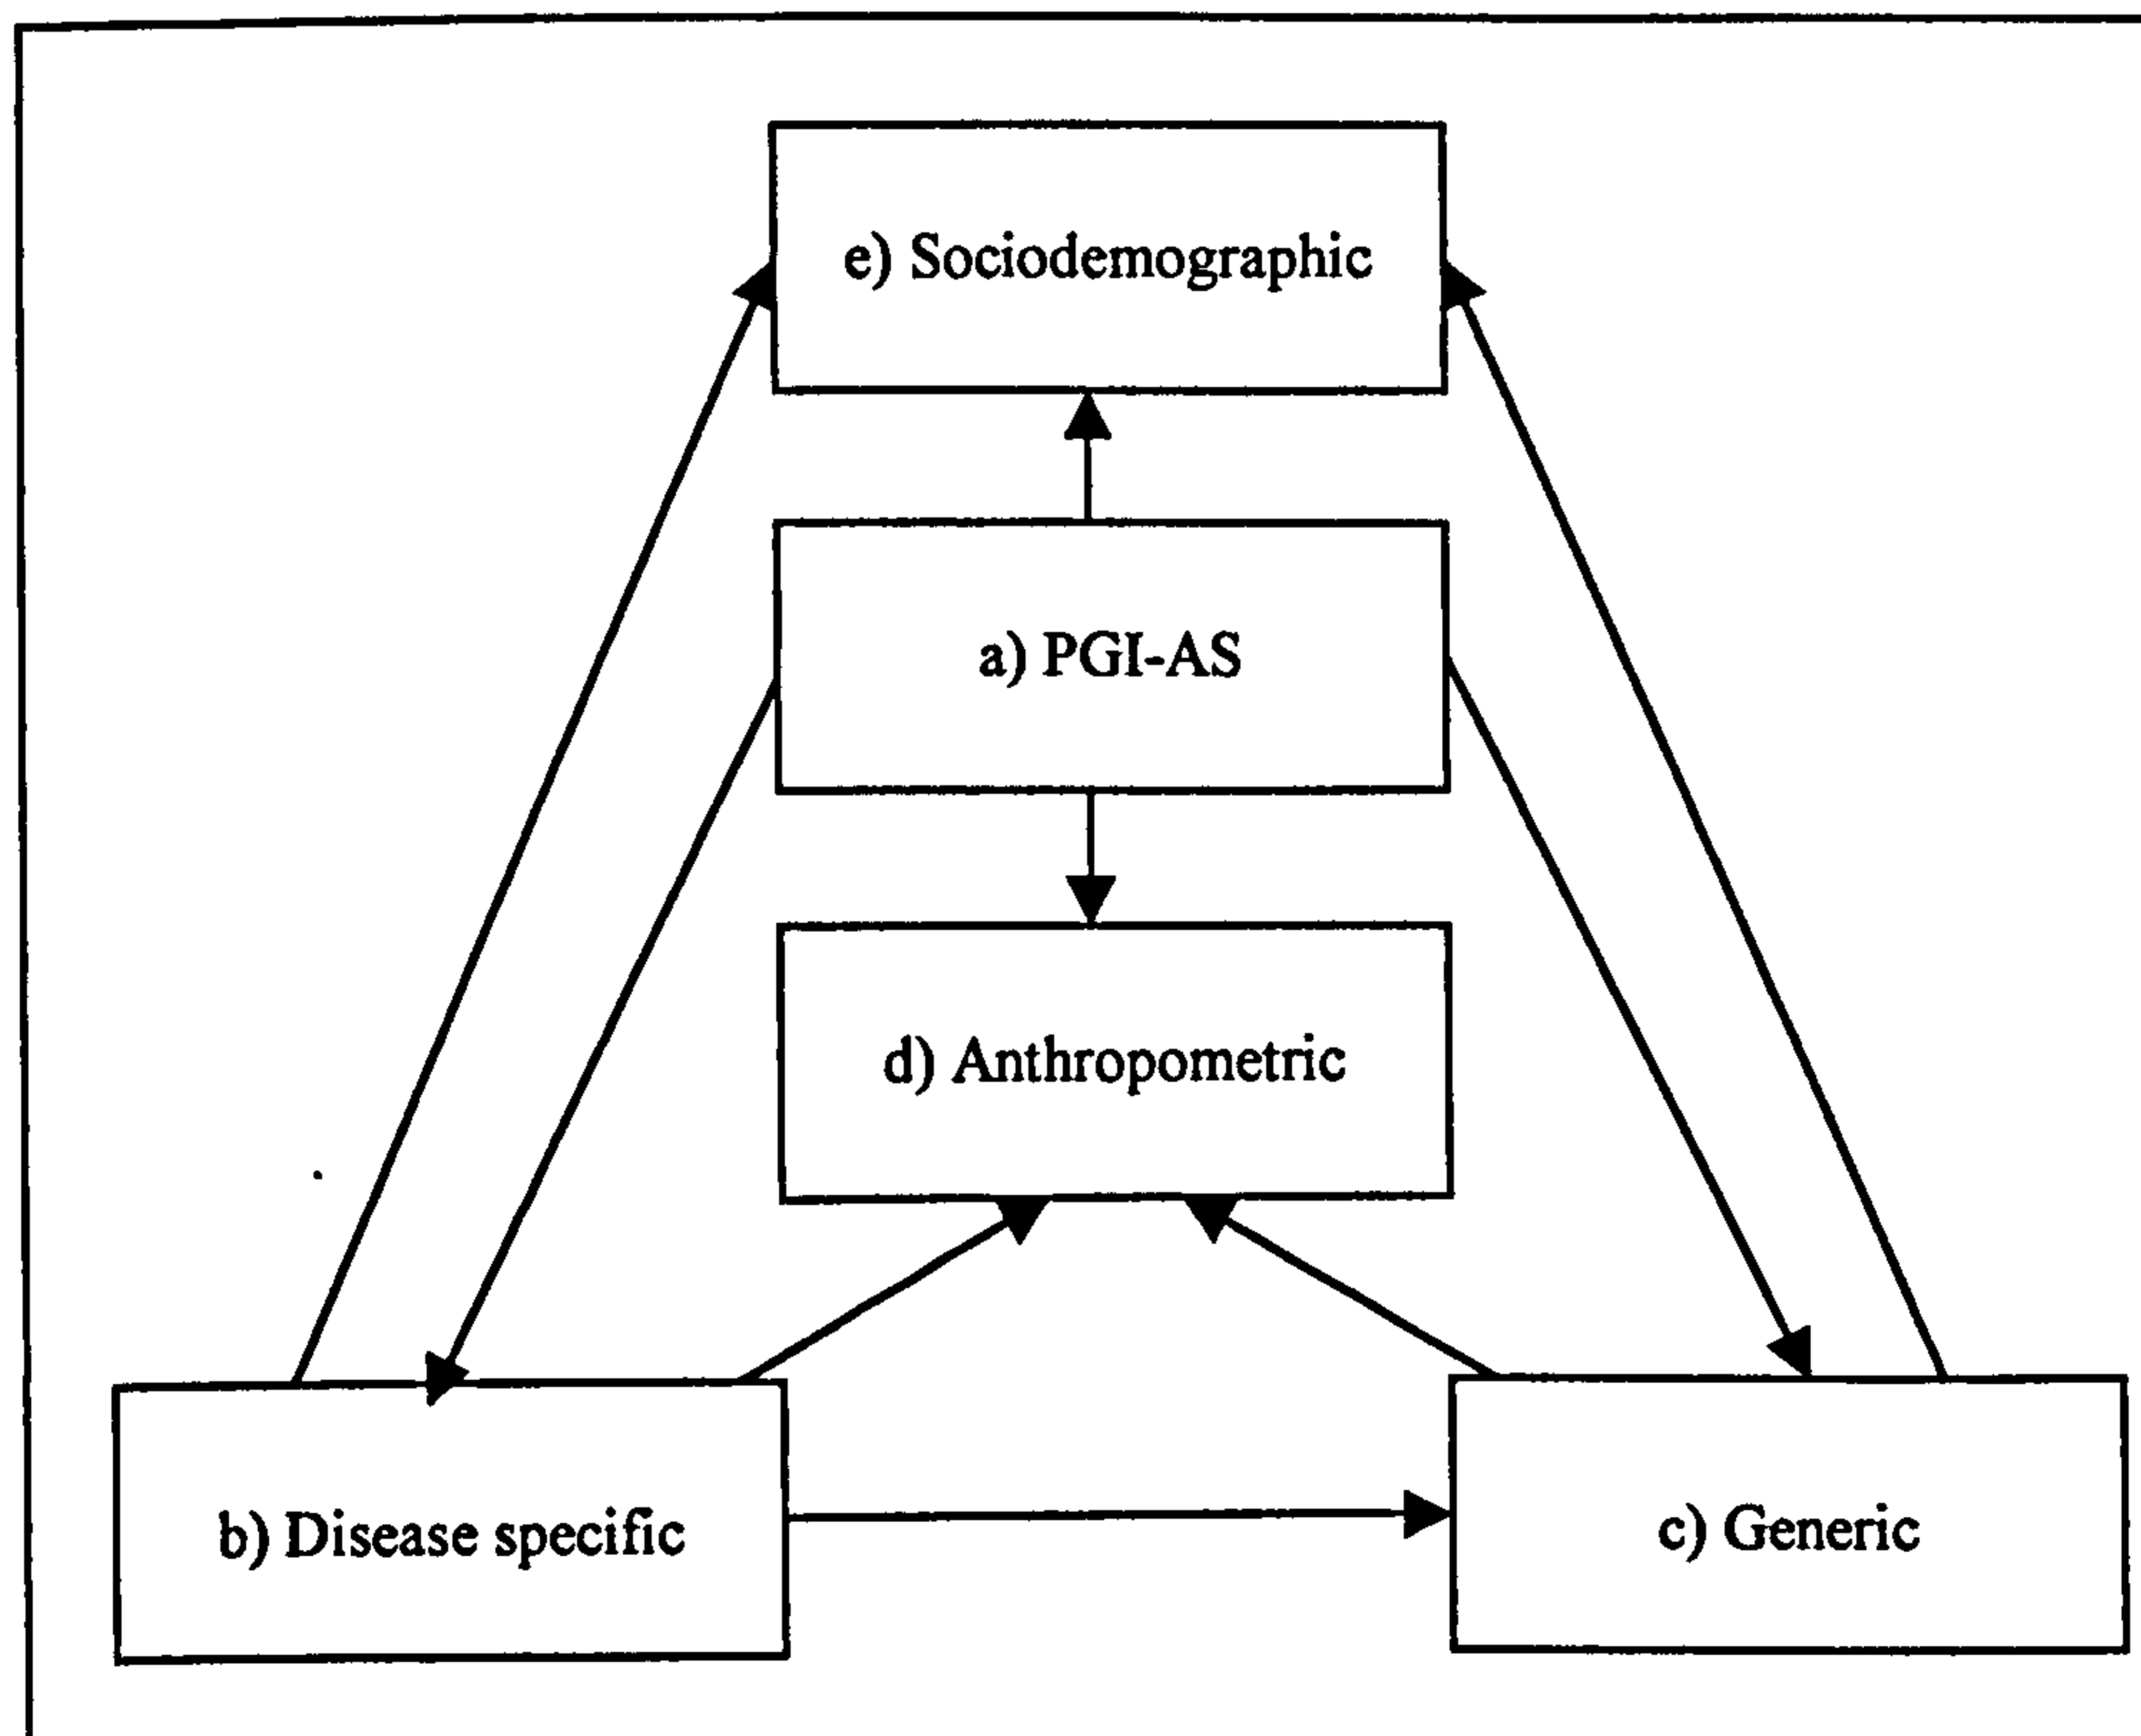 e) Sociodemographic
a) PGI-AS
d) Anthropometric
b) Disease specific
c) Generic